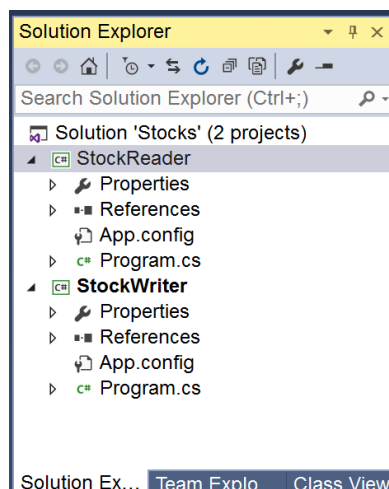 Solution Explorer
Search Solution Explorer (Ctrl+;)
Solution 'Stocks' (2 projects)
C# StockReader
Properties
References
App.config
C# Program.cs
C# StockWriter
Properties
References
App.config
C# Program.cs
Solution Ex... Team Explo... Class View